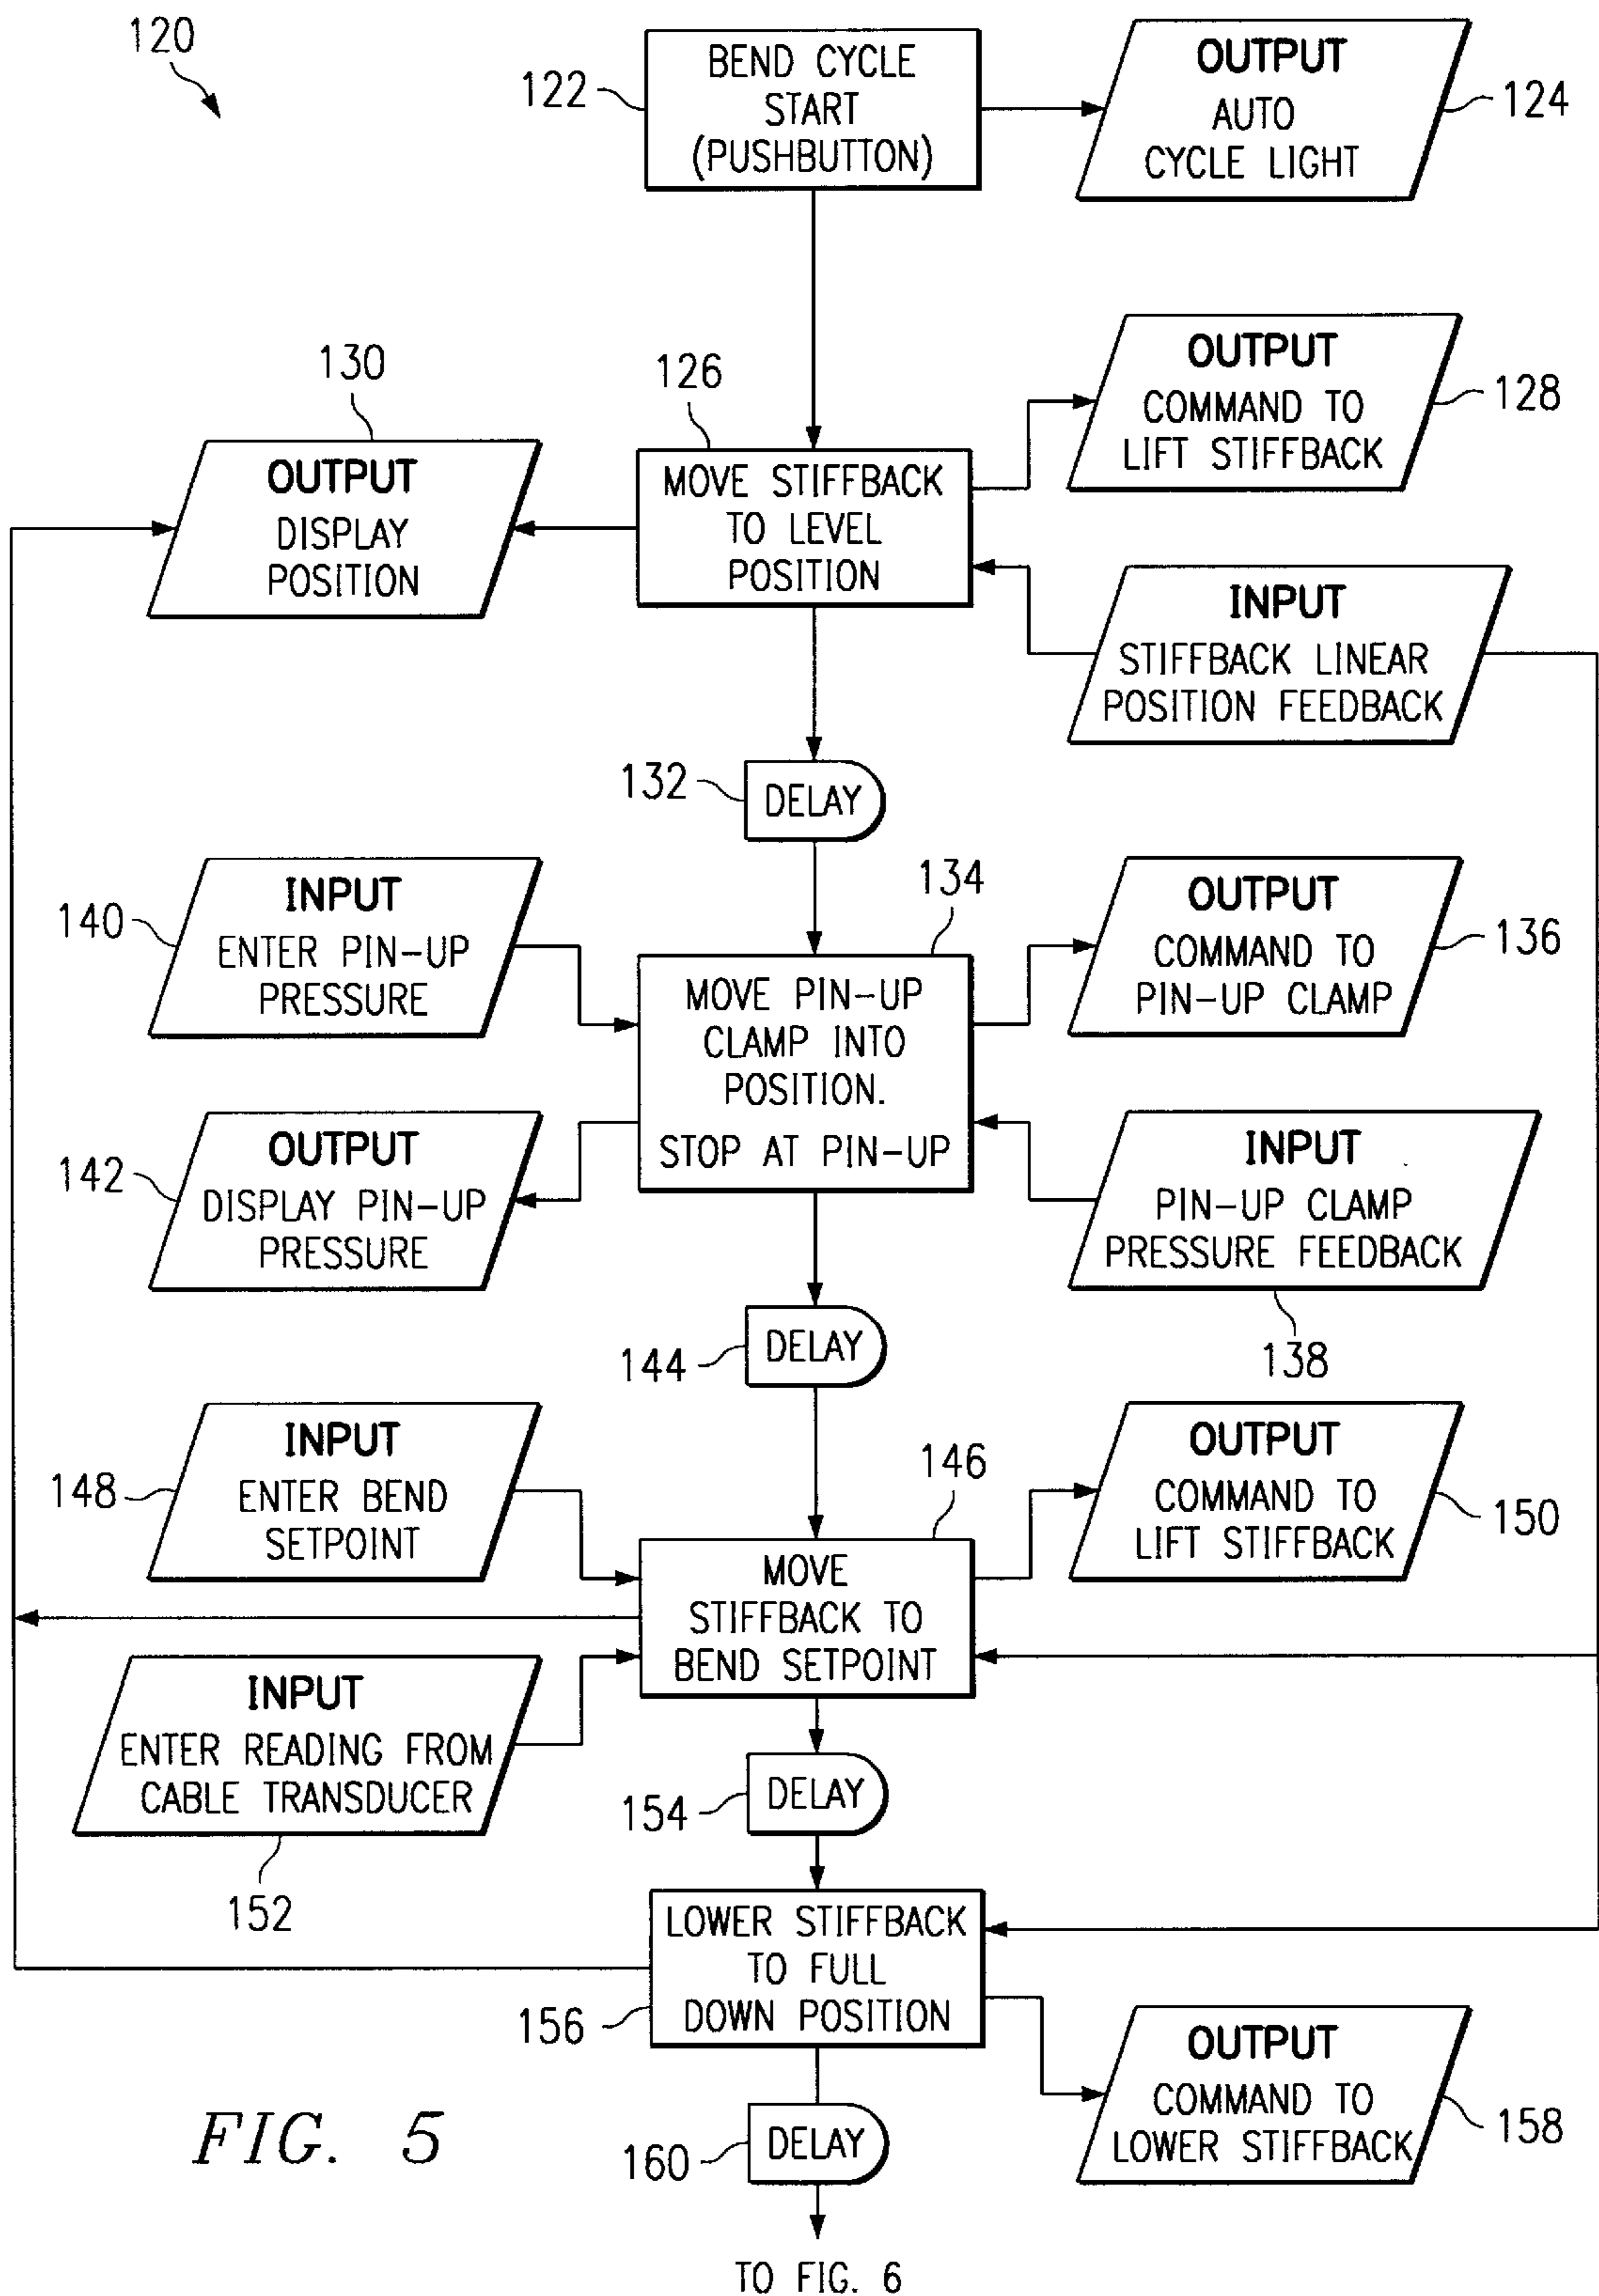 120
122
BEND CYCLE
START
(PUSHBUTTON)
OUTPUT
AUTO
CYCLE LIGHT
124
130
OUTPUT
DISPLAY
POSITION
126
MOVE STIFFBACK
TO LEVEL
POSITION
OUTPUT
COMMAND TO
LIFT STIFFBACK
128
INPUT
STIFFBACK LINEAR
POSITION FEEDBACK
132
DELAY
140
INPUT
ENTER PIN-UP
PRESSURE
134
MOVE PIN-UP
CLAMP INTO
POSITION.
STOP AT PIN-UP
OUTPUT
COMMAND TO
PIN-UP CLAMP
136
142
OUTPUT
DISPLAY PIN-UP
PRESSURE
INPUT
PIN-UP CLAMP
PRESSURE FEEDBACK
138
144
DELAY
148
INPUT
ENTER BEND
SETPOINT
146
MOVE
STIFFBACK TO
BEND SETPOINT
OUTPUT
COMMAND TO
LIFT STIFFBACK
150
INPUT
ENTER READING FROM
CABLE TRANSDUCER
152
154
DELAY
156
LOWER STIFFBACK
TO FULL
DOWN POSITION
OUTPUT
COMMAND TO
LOWER STIFFBACK
158
160
DELAY
FIG. 5
TO FIG. 6